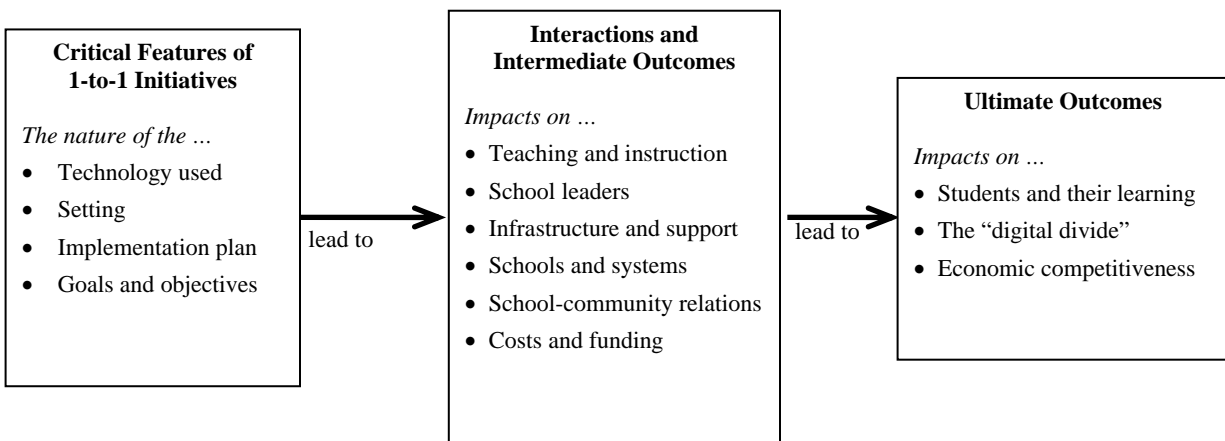 Critical Features of
1-to-1 Initiatives
The nature of the …
• Technology used
• Setting
• Implementation plan
• Goals and objectives
lead to
Interactions and
Intermediate Outcomes
Impacts on …
• Teaching and instruction
• School leaders
• Infrastructure and support
• Schools and systems
• School-community relations
• Costs and funding
lead to
Ultimate Outcomes
Impacts on …
• Students and their learning
• The “digital divide”
• Economic competitiveness